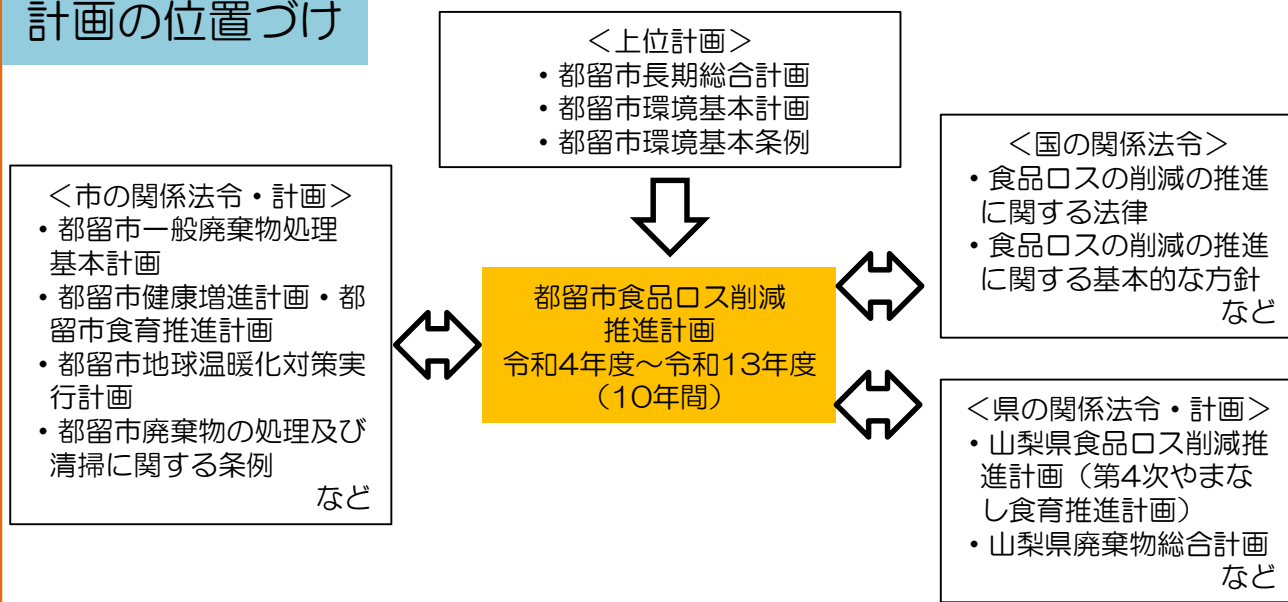 計画の位置づけ
＜上位計画＞
・都留市長期総合計画
・都留市環境基本計画
・都留市環境基本条例
＜市の関係法令・計画＞
・都留市一般廃棄物処理
基本計画
・都留市健康増進計画・都
留市食育推進計画
・都留市地球温暖化対策実
行計画
・都留市廃棄物の処理及び
清掃に関する条例
など
都留市食品ロス削減
推進計画
令和4年度～令和13年度
（10年間）
＜国の関係法令＞
・食品ロスの削減の推進
に関する法律
・食品ロスの削減の推進
に関する基本的な方針
など
＜県の関係法令・計画＞
・山梨県食品ロス削減推
進計画（第4次やまな
し食育推進計画）
・山梨県廃棄物総合計画
など